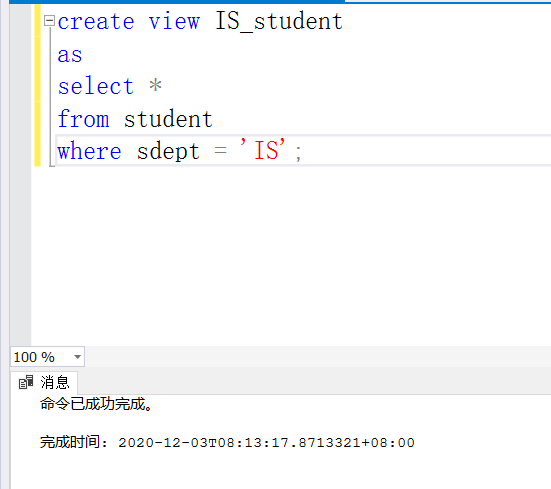 create view IS_student
as
select *
from student
where sdept = 'IS';
100 %
消息
命令已成功完成。
完成时间: 2020-12-03T08:13:17.8713321+08:00